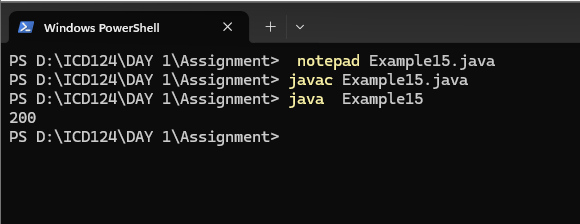 Windows PowerShell
PS D:\ICD124\DAY 1\Assignment>  notepad Example15.java
PS D:\ICD124\DAY 1\Assignment> javac Example15.java
PS D:\ICD124\DAY 1\Assignment> java  Example15
200
PS D:\ICD124\DAY 1\Assignment>